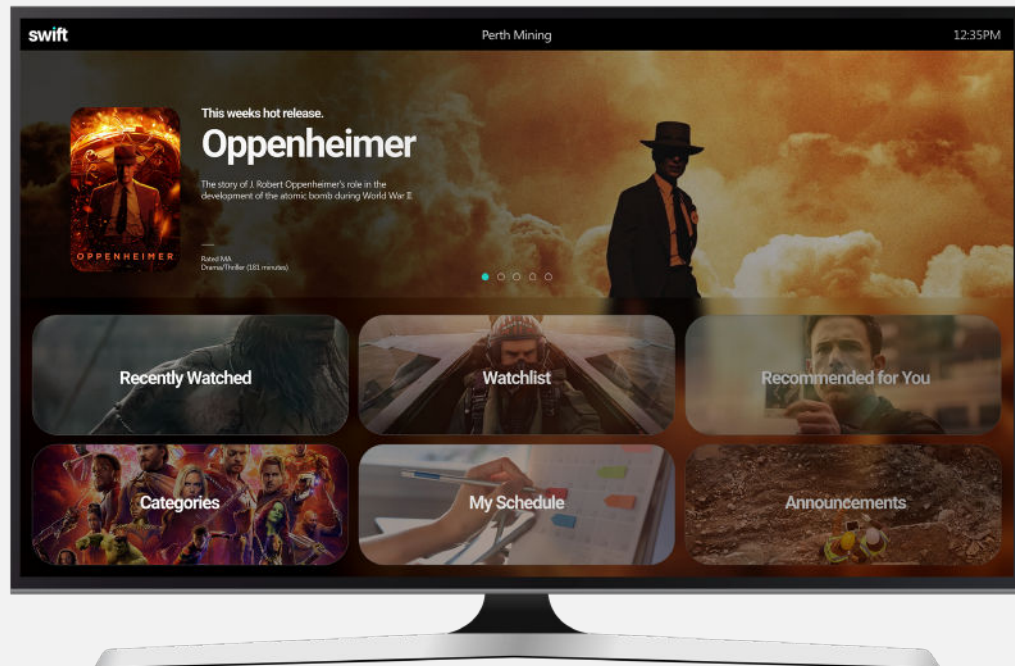 swift
Perth Mining
12:35PM
This weeks hot release.
Oppenheimer
The story of J. Robert Oppenheimer's role in the
development of the atomic bomb during World War II
Rated MA
Drama/Thriller (181 minutes)
OPPENHEIMER
Recently Watched
Watchlist
Recommended for You
Categories
My Schedule
Announcements